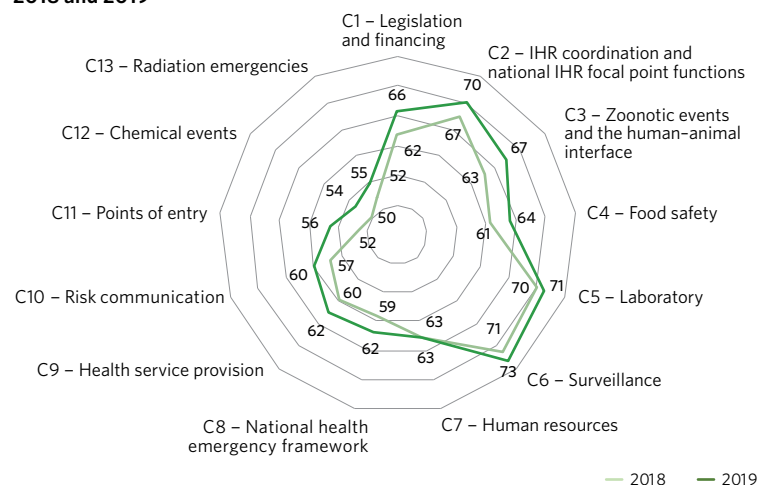 2018 and 2019
C1 – Legislation
and financing
C2 – IHR coordination and
national IHR focal point functions
C3 – Zoonotic events
and the human–animal
interface
C4 – Food safety
C5 – Laboratory
C6 – Surveillance
C7 – Human resources
C8 – National health
emergency framework
C9 – Health service provision
C10 – Risk communication
C11 – Points of entry
C12 – Chemical events
C13 – Radiation emergencies
66
70
67
64
71
73
63
62
62
60
56
54
55
62
67
63
61
70
71
63
59
60
57
52
50
52
2018
2019